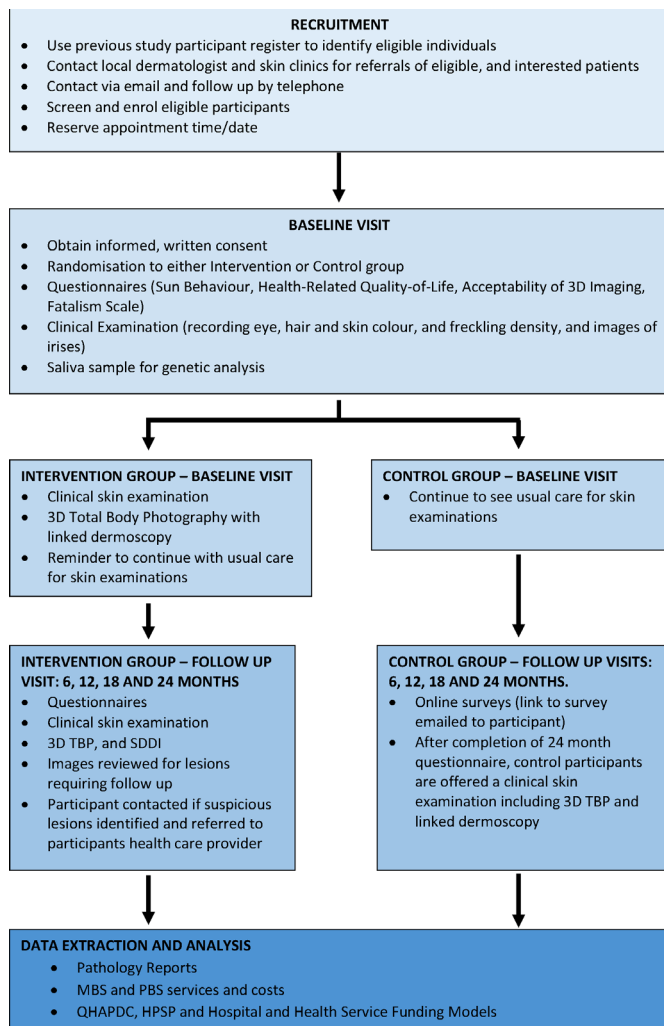 RECRUITMENT
• Use previous study participant register to identify eligible individuals
• Contact local dermatologist and skin clinics for referrals of eligible, and interested patients
• Contact via email and follow up by telephone
• Screen and enrol eligible participants
• Reserve appointment time/date
BASELINE VISIT
• Obtain informed, written consent
• Randomisation to either Intervention or Control group
• Questionnaires (Sun Behaviour, Health-Related Quality-of-Life, Acceptability of 3D Imaging,
Fatalism Scale)
• Clinical Examination (recording eye, hair and skin colour, and freckling density, and images of
irises)
• Saliva sample for genetic analysis
INTERVENTION GROUP – BASELINE VISIT
• Clinical skin examination
• 3D Total Body Photography with
linked dermoscopy
• Reminder to continue with usual care
for skin examinations
CONTROL GROUP – BASELINE VISIT
• Continue to see usual care for skin
examinations
INTERVENTION GROUP – FOLLOW UP
VISIT: 6, 12, 18 AND 24 MONTHS
• Questionnaires
• Clinical skin examination
• 3D TBP, and SDDI
• Images reviewed for lesions
requiring follow up
• Participant contacted if suspicious
lesions identified and referred to
participants health care provider
CONTROL GROUP – FOLLOW UP VISITS:
6, 12, 18 AND 24 MONTHS.
• Online surveys (link to survey
emailed to participant)
• After completion of 24 month
questionnaire, control participants
are offered a clinical skin
examination including 3D TBP and
linked dermoscopy
DATA EXTRACTION AND ANALYSIS
• Pathology Reports
• MBS and PBS services and costs
• QHAPDC, HPSP and Hospital and Health Service Funding Models